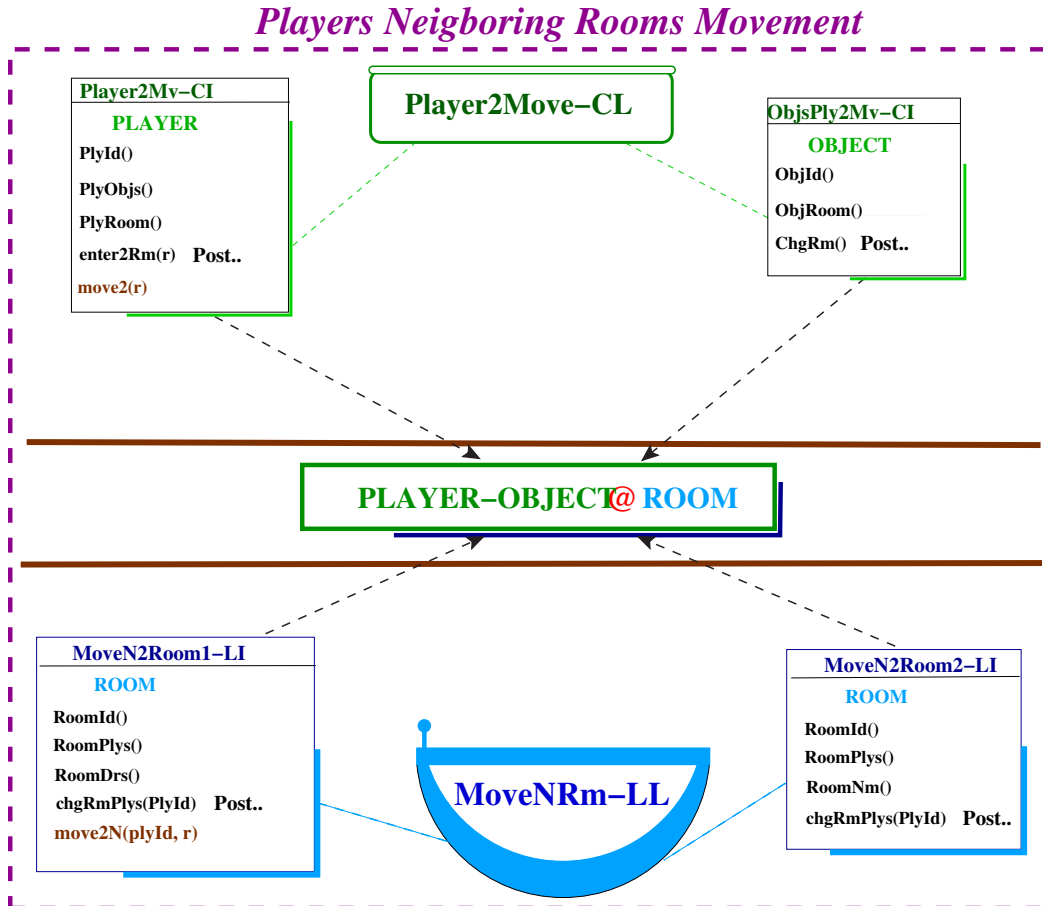 Players Neigboring Rooms Movement
Player2Mv−CI
PLAYER
PlyId()
PlyObjs()
PlyRoom()
enter2Rm(r) Post..
move2(r)
Player2Move−CL
ObjsPly2Mv−CI
OBJECT
ObjId()
ObjRoom()
ChgRm() Post..
PLAYER−OBJECT@ ROOM
MoveN2Room1−LI
ROOM
RoomId()
RoomPlys()
RoomDrs()
chgRmPlys(PlyId) Post..
move2N(plyId, r)
MoveNRm−LL
MoveN2Room2−LI
ROOM
RoomId()
RoomPlys()
RoomNm()
chgRmPlys(PlyId) Post..